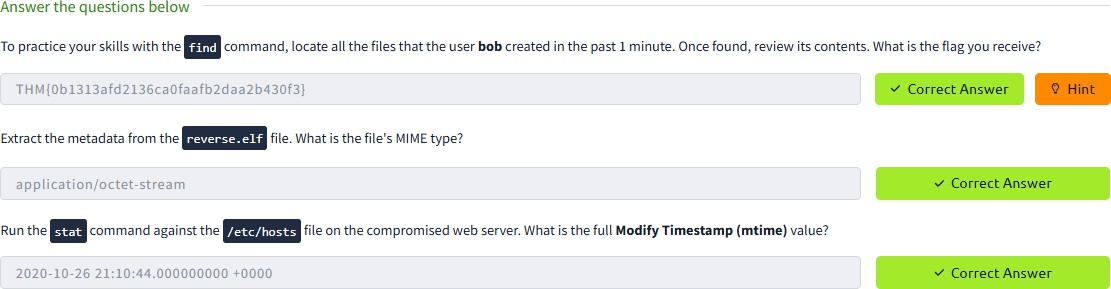 Answer the questions below
To practice your skills with the find command, locate all the files that the user bob created in the past 1 minute. Once found, review its contents. What is the flag you receive?
THM{0b1313afd2136ca0faafb2daa2b430f3}
Correct Answer
Hint
Extract the metadata from the reverse.elf file. What is the file's MIME type?
application/octet-stream
Correct Answer
Run the stat command against the /etc/hosts file on the compromised web server. What is the full Modify Timestamp (mtime) value?
2020-10-26 21:10:44.000000000 +0000
Correct Answer